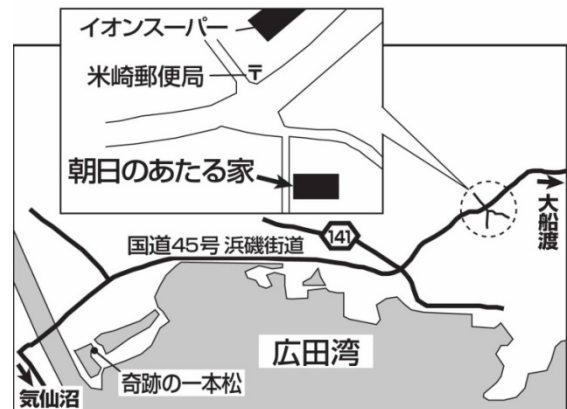 イオンスーパー
米崎郵便局
〒
朝日のあたる家
大船渡
141
国道45号 浜磯街道
広田湾
奇跡の一本松
気仙沼